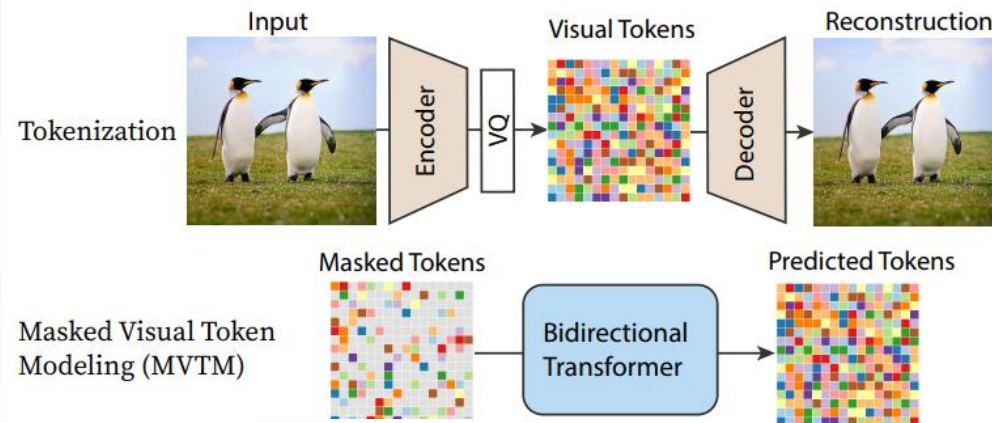 Input
Visual Tokens
Reconstruction
Tokenization
Encoder
VQ
Decoder
Masked Tokens
Predicted Tokens
Masked Visual Token
Modeling (MVTM)
Bidirectional
Transformer